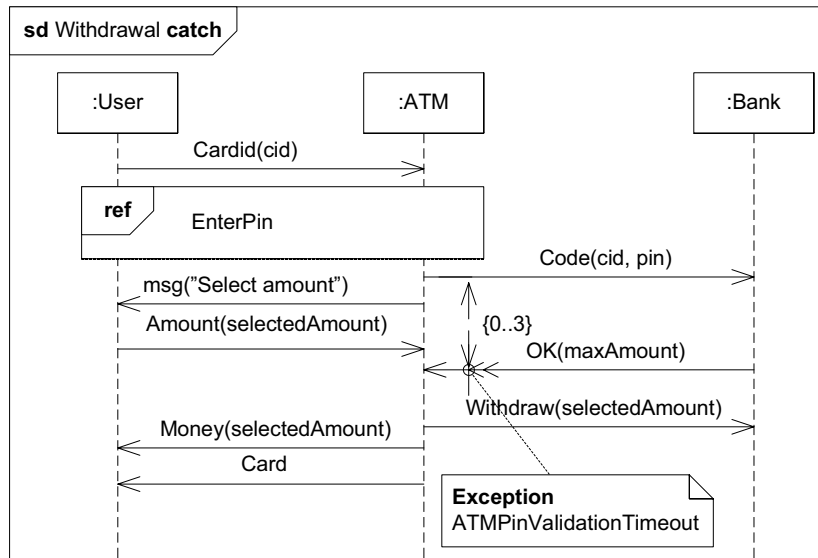 sd Withdrawal catch
:User
:ATM
:Bank
Cardid(cid)
ref
EnterPin
Code(cid, pin)
msg("Select amount")
Amount(selectedAmount)
{0..3}
OK(maxAmount)
Withdraw(selectedAmount)
Money(selectedAmount)
Card
Exception
ATMPinValidationTimeout